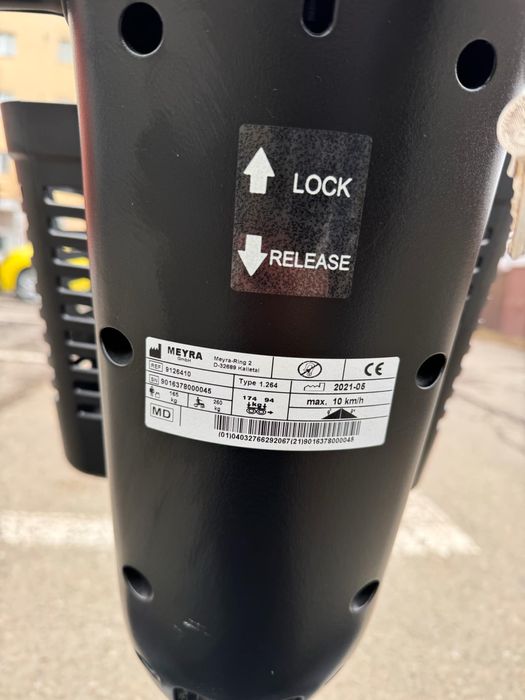 LOCK
RELEASE
MEYRA
GmbH
Meyra-Ring 2
D-32689 Kalletal
CE
REF 9126410
Type 1.264
2021-05
SN 9016378000045
165 kg
260 kg
174 94
kg
max. 10 km/h
MD
(01)04032766292067(21)9016378000045